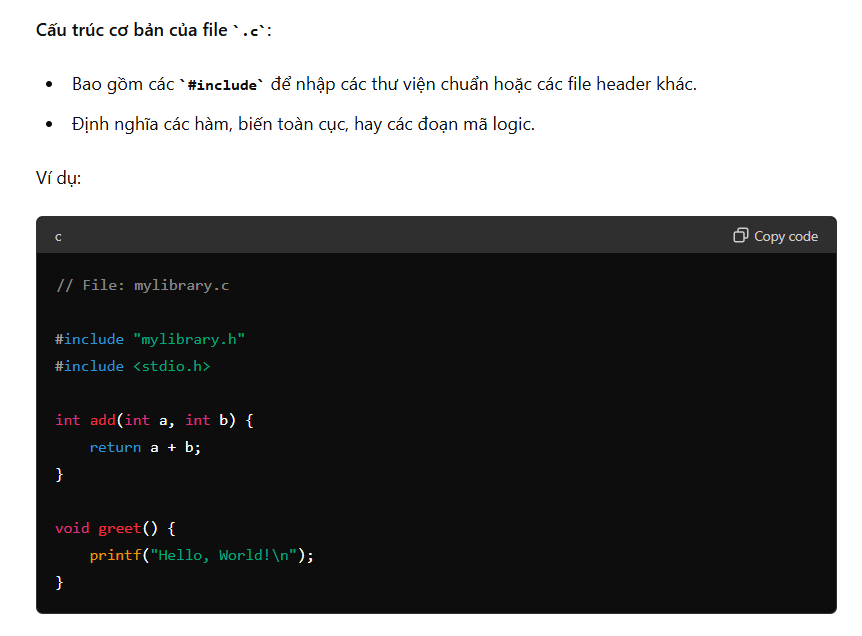 Cấu trúc cơ bản của file `.c`:
Bao gồm các `#include` để nhập các thư viện chuẩn hoặc các file header khác.
Định nghĩa các hàm, biến toàn cục, hay các đoạn mã logic.
Ví dụ:
c
Copy code
// File: mylibrary.c
#include "mylibrary.h"
#include <stdio.h>
int add(int a, int b) {
    return a + b;
}
void greet() {
    printf("Hello, World!\n");
}